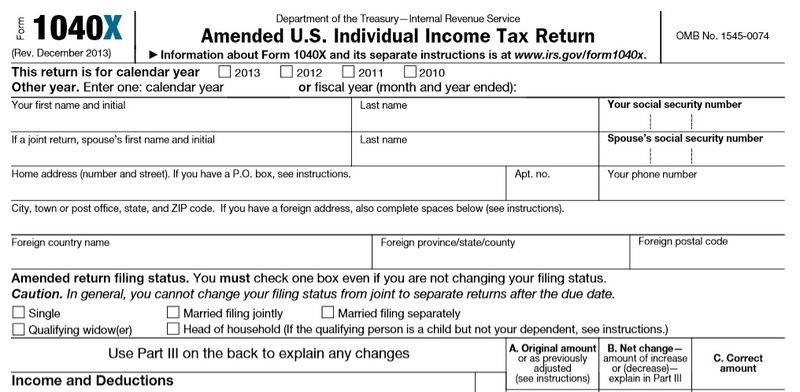 Form 1040X
(Rev. December 2013)
Department of the Treasury—Internal Revenue Service
Amended U.S. Individual Income Tax Return
▶ Information about Form 1040X and its separate instructions is at www.irs.gov/form1040x.
OMB No. 1545-0074
This return is for calendar year 2013 2012 2011 2010
Other year. Enter one: calendar year or fiscal year (month and year ended):
Your first name and initial Last name Your social security number
If a joint return, spouse's first name and initial Last name Spouse's social security number
Home address (number and street). If you have a P.O. box, see instructions. Apt. no. Your phone number
City, town or post office, state, and ZIP code. If you have a foreign address, also complete spaces below (see instructions).
Foreign country name Foreign province/state/county Foreign postal code
Amended return filing status. You must check one box even if you are not changing your filing status.
Caution. In general, you cannot change your filing status from joint to separate returns after the due date.
Single Married filing jointly Married filing separately
Qualifying widow(er) Head of household (If the qualifying person is a child but not your dependent, see instructions.)
Use Part III on the back to explain any changes
A. Original amount
or as previously
adjusted
(see instructions)
B. Net change—
amount of increase
or (decrease)—
explain in Part III
C. Correct
amount
Income and Deductions